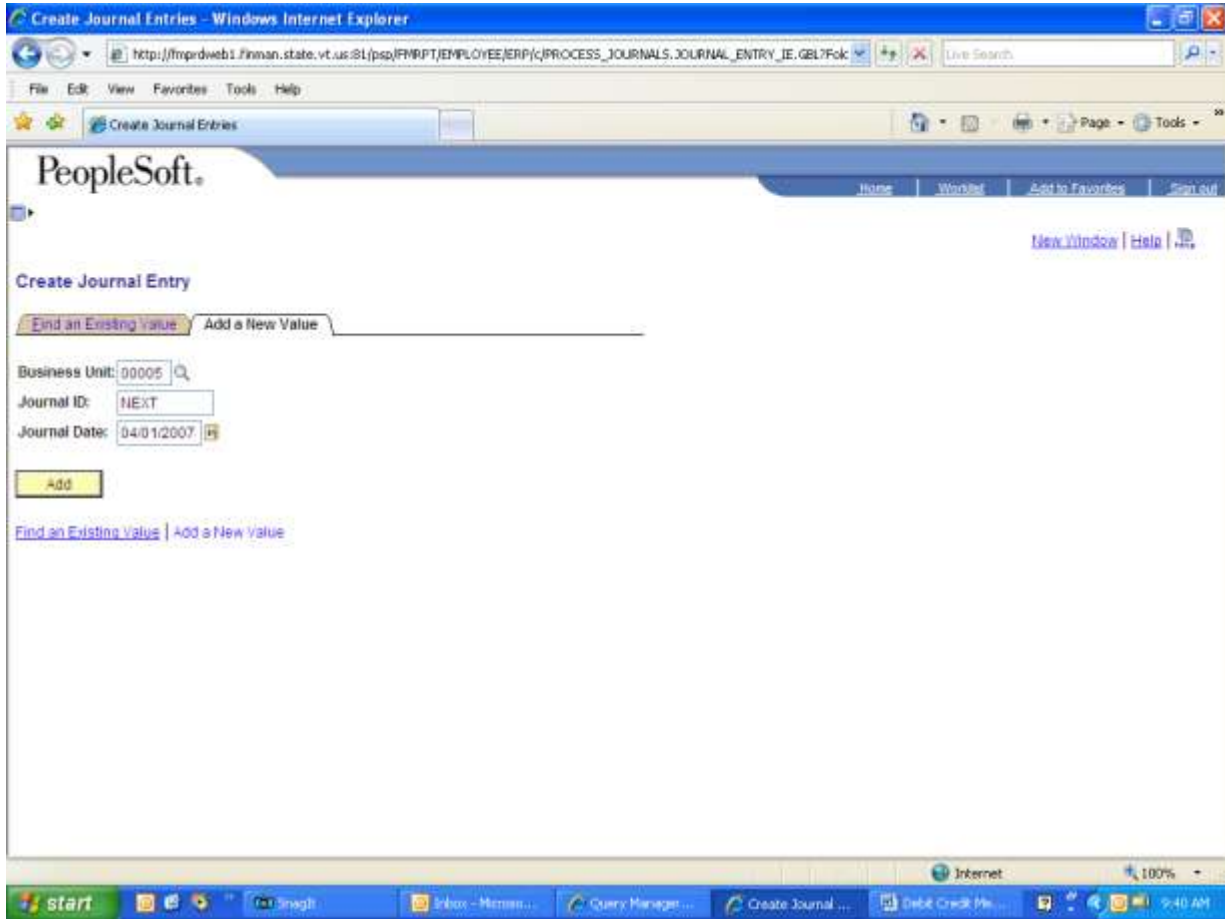 Create Journal Entries - Windows Internet Explorer
http://fmprdweb1.finman.state.vt.us:81/psp/FMRPT/EMPLOYEE/ERP/c/PROCESS_JOURNALS.JOURNAL_ENTRY_IE.GBL?Fok
Live Search
File Edit View Favorites Tools Help
Create Journal Entries
Page Tools
PeopleSoft.
Home Worklist Add to Favorites Sign out
New Window | Help |
Create Journal Entry
Find an Existing Value Add a New Value
Business Unit: 00005
Journal ID: NEXT
Journal Date: 04/01/2007
Add
Find an Existing Value | Add a New Value
Internet 100%
start SnagIt Inbox - Microso... Query Manager ... Create Journal ... Debit Credit Me... 9:40 AM